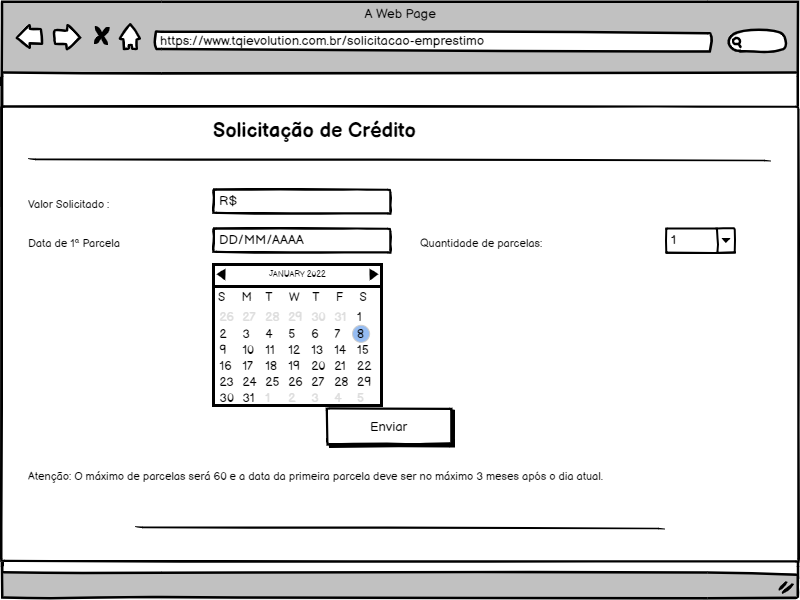 A Web Page
https://www.tqievolution.com.br/solicitacao-emprestimo
Solicitação de Crédito
Valor Solicitado :
R$
Data de 1ª Parcela
DD/MM/AAAA
Quantidade de parcelas:
1
JANUARY 2022
S M T W T F S
26 27 28 29 30 31 1
2 3 4 5 6 7 8
9 10 11 12 13 14 15
16 17 18 19 20 21 22
23 24 25 26 27 28 29
30 31 1 2 3 4 5
Enviar
Atenção: O máximo de parcelas será 60 e a data da primeira parcela deve ser no máximo 3 meses após o dia atual.